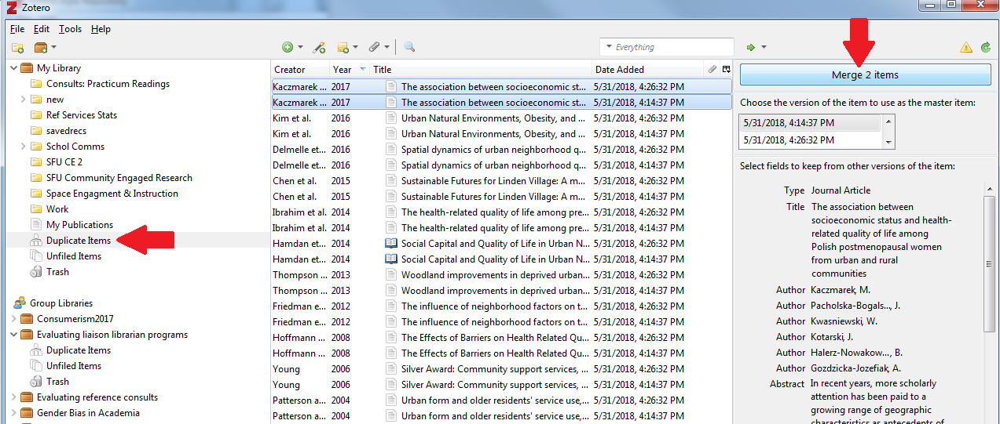 Zotero
File Edit Tools Help
Everything
My Library
Consults: Practicum Readings
new
Ref Services Stats
savedrecs
Schol Comms
SFU CE 2
SFU Community Engaged Research
Space Engagment & Instruction
Work
My Publications
Duplicate Items
Unfiled Items
Trash
Group Libraries
Consumerism2017
Evaluating liaison librarian programs
Duplicate Items
Unfiled Items
Trash
Evaluating reference consults
Gender Bias in Academia
Creator Year Title Date Added
Kaczmarek ... 2017 The association between socioeconomic st... 5/31/2018, 4:26:32 PM
Kaczmarek ... 2017 The association between socioeconomic st... 5/31/2018, 4:14:37 PM
Kim et al. 2016 Urban Natural Environments, Obesity, and ... 5/31/2018, 4:26:32 PM
Kim et al. 2016 Urban Natural Environments, Obesity, and ... 5/31/2018, 4:14:37 PM
Delmelle et... 2016 Spatial dynamics of urban neighborhood q... 5/31/2018, 4:26:32 PM
Delmelle et... 2016 Spatial dynamics of urban neighborhood q... 5/31/2018, 4:14:37 PM
Chen et al. 2015 Sustainable Futures for Linden Village: A m... 5/31/2018, 4:26:32 PM
Chen et al. 2015 Sustainable Futures for Linden Village: A m... 5/31/2018, 4:14:37 PM
Ibrahim et al. 2014 The health-related quality of life among pre... 5/31/2018, 4:26:32 PM
Ibrahim et al. 2014 The health-related quality of life among pre... 5/31/2018, 4:14:37 PM
Hamdan et... 2014 Social Capital and Quality of Life in Urban N... 5/31/2018, 4:26:32 PM
Hamdan et... 2014 Social Capital and Quality of Life in Urban N... 5/31/2018, 4:14:37 PM
Thompson ... 2013 Woodland improvements in deprived urban... 5/31/2018, 4:26:32 PM
Thompson ... 2013 Woodland improvements in deprived urban... 5/31/2018, 4:14:37 PM
Friedman e... 2012 The influence of neighborhood factors on t... 5/31/2018, 4:26:32 PM
Friedman e... 2012 The influence of neighborhood factors on t... 5/31/2018, 4:14:37 PM
Hoffmann ... 2008 The Effects of Barriers on Health Related Qu... 5/31/2018, 4:26:32 PM
Hoffmann ... 2008 The Effects of Barriers on Health Related Qu... 5/31/2018, 4:14:37 PM
Young 2006 Silver Award: Community support services, ... 5/31/2018, 4:26:32 PM
Young 2006 Silver Award: Community support services, ... 5/31/2018, 4:14:37 PM
Patterson a... 2004 Urban form and older residents' service use,... 5/31/2018, 4:26:32 PM
Patterson a... 2004 Urban form and older residents' service use,... 5/31/2018, 4:14:37 PM
Merge 2 items
Choose the version of the item to use as the master item:
5/31/2018, 4:14:37 PM
5/31/2018, 4:26:32 PM
Select fields to keep from other versions of the item:
Type Journal Article
Title The association between
socioeconomic status and health-
related quality of life among
Polish postmenopausal women
from urban and rural
communities
Author Kaczmarek, M.
Author Pacholska-Bogals..., J.
Author Kwasniewski, W.
Author Kotarski, J.
Author Halerz-Nowakow..., B.
Author Gozdzicka-Jozefiak, A.
Abstract In recent years, more scholarly
attention has been paid to a
growing range of geographic
characteristics as antecedents of